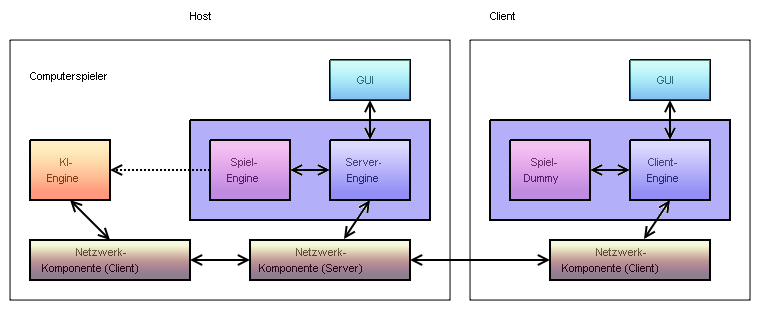 Host
Client
Computerspieler
GUI
GUI
KI-
Engine
Spiel-
Engine
Server-
Engine
Spiel-
Dummy
Client-
Engine
Netzwerk-
Komponente (Client)
Netzwerk-
Komponente (Server)
Netzwerk-
Komponente (Client)